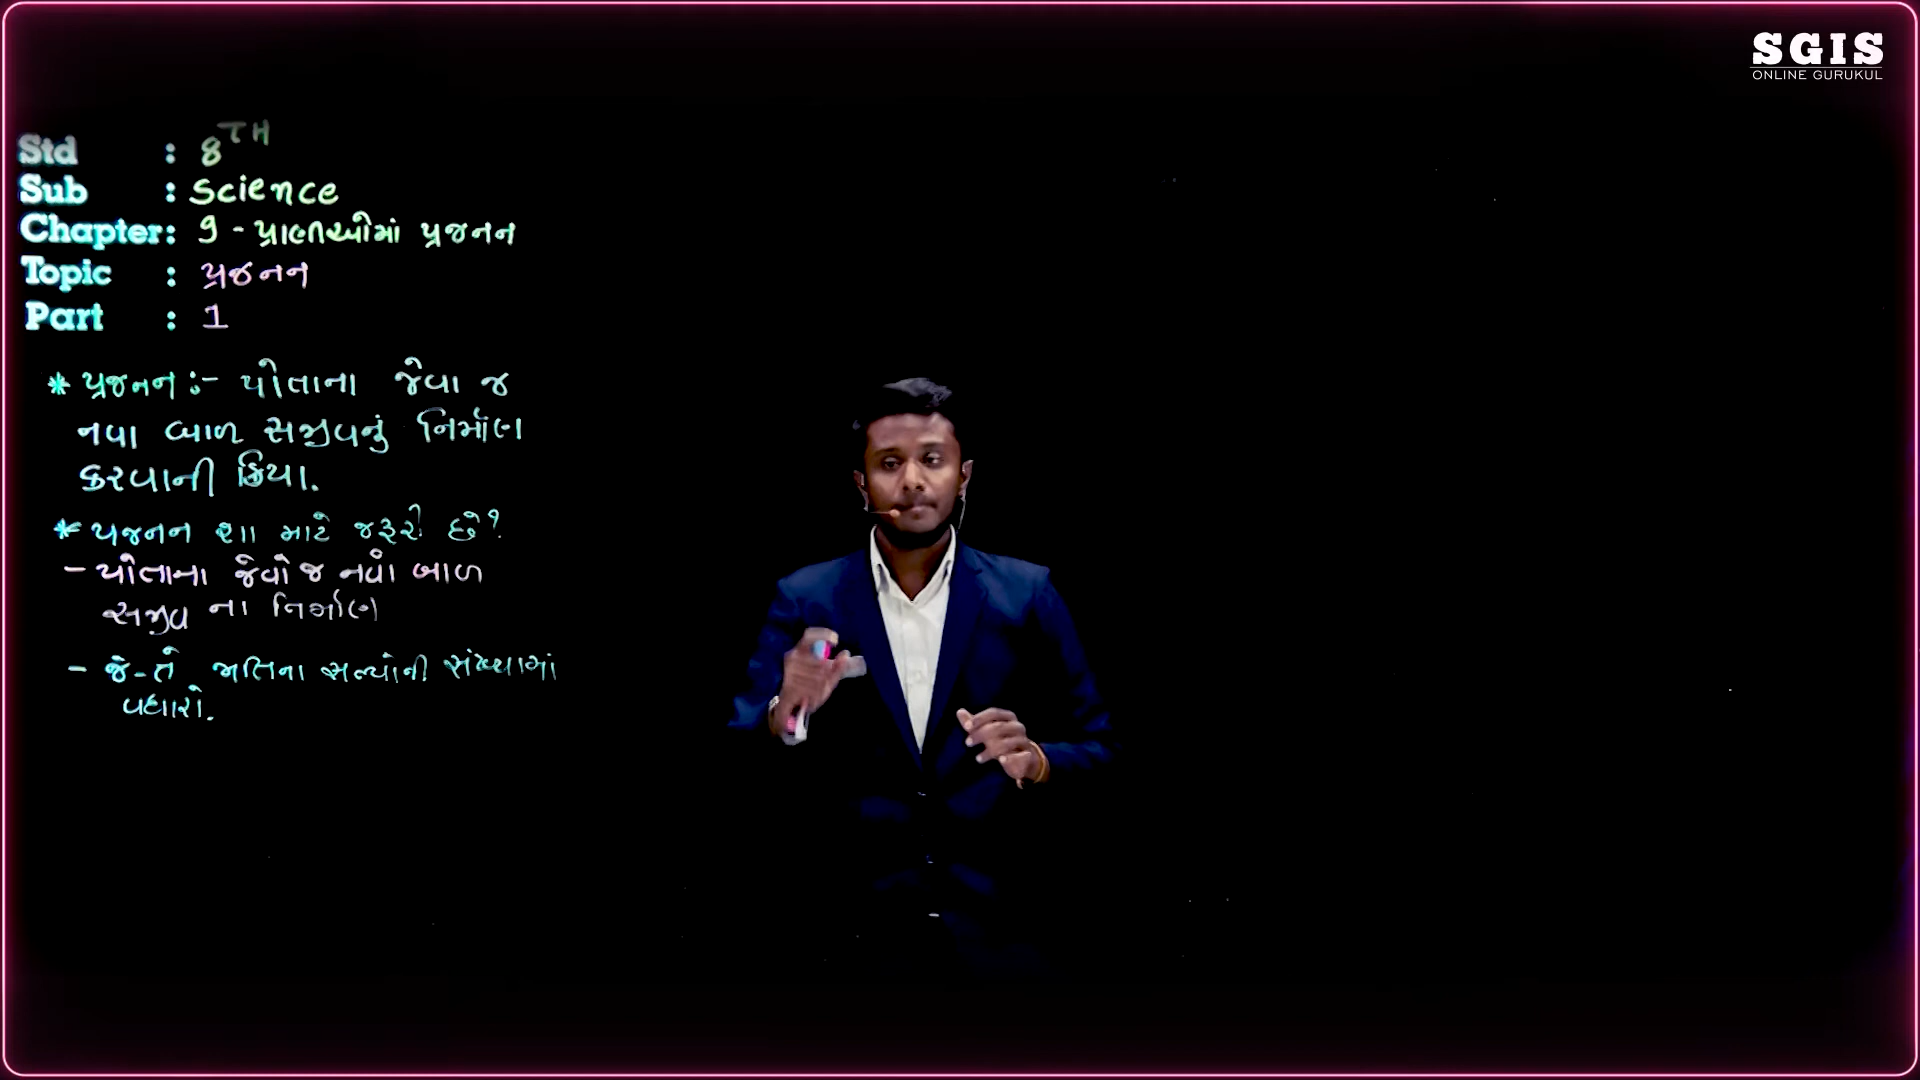 SGIS
ONLINE GURUKUL
Std : 8TH
Sub : Science
Chapter: 9 - પ્રાણીઓમાં પ્રજનન
Topic : પ્રજનન
Part : 1
* પ્રજનન :- પોતાના જેવા જ
નવા બાળ સજીવનું નિર્માણ
કરવાની ક્રિયા.
* પ્રજનન શા માટે જરૂરી છે?
- પોતાના જેવાં જ નવાં બાળ
સજીવ ના નિર્માણ
- જે-તે જાતિના સભ્યોની સંખ્યામાં
વધારો.